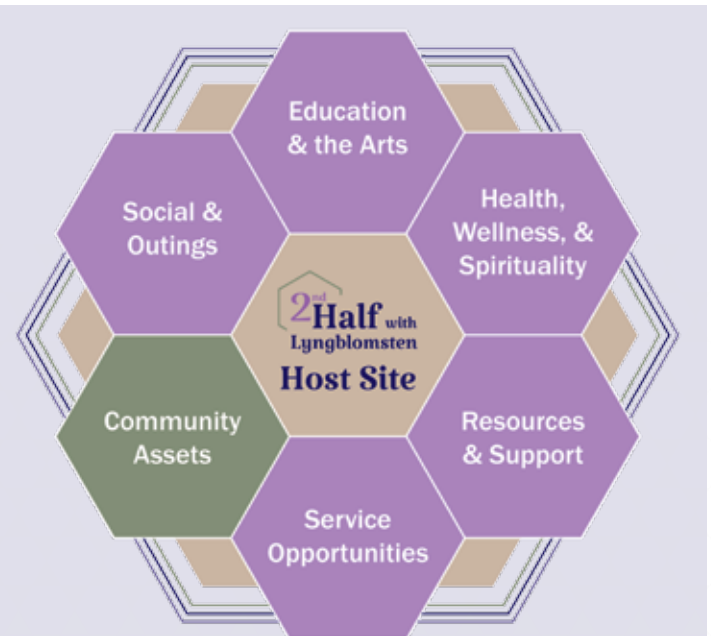 Education
& the Arts
Health,
Wellness, &
Spirituality
Resources
& Support
Service
Opportunities
Community
Assets
Social &
Outings
2nd
Half with
Lyngblomsten
Host Site